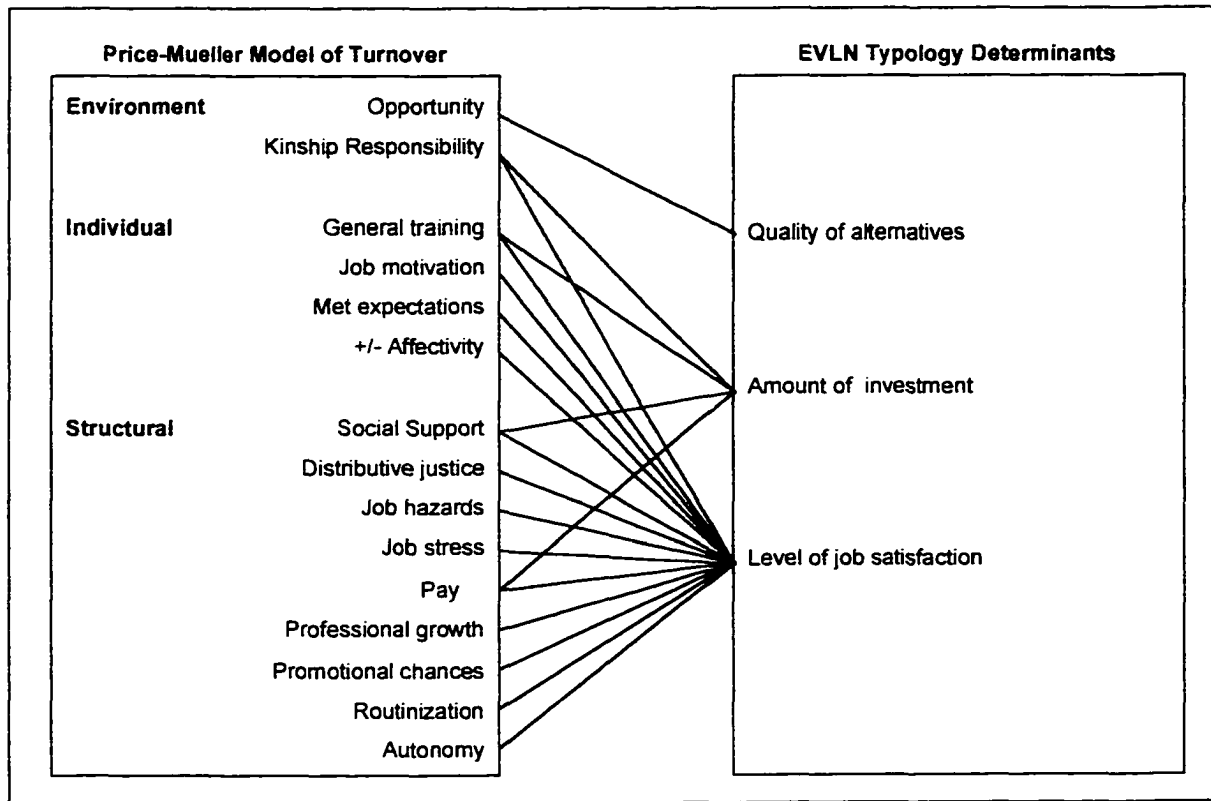 Price-Mueller Model of Turnover
Environment Opportunity
Kinship Responsibility
Individual General training
Job motivation
Met expectations
+/- Affectivity
Structural Social Support
Distributive justice
Job hazards
Job stress
Pay
Professional growth
Promotional chances
Routinization
Autonomy
EVLN Typology Determinants
Quality of alternatives
Amount of investment
Level of job satisfaction